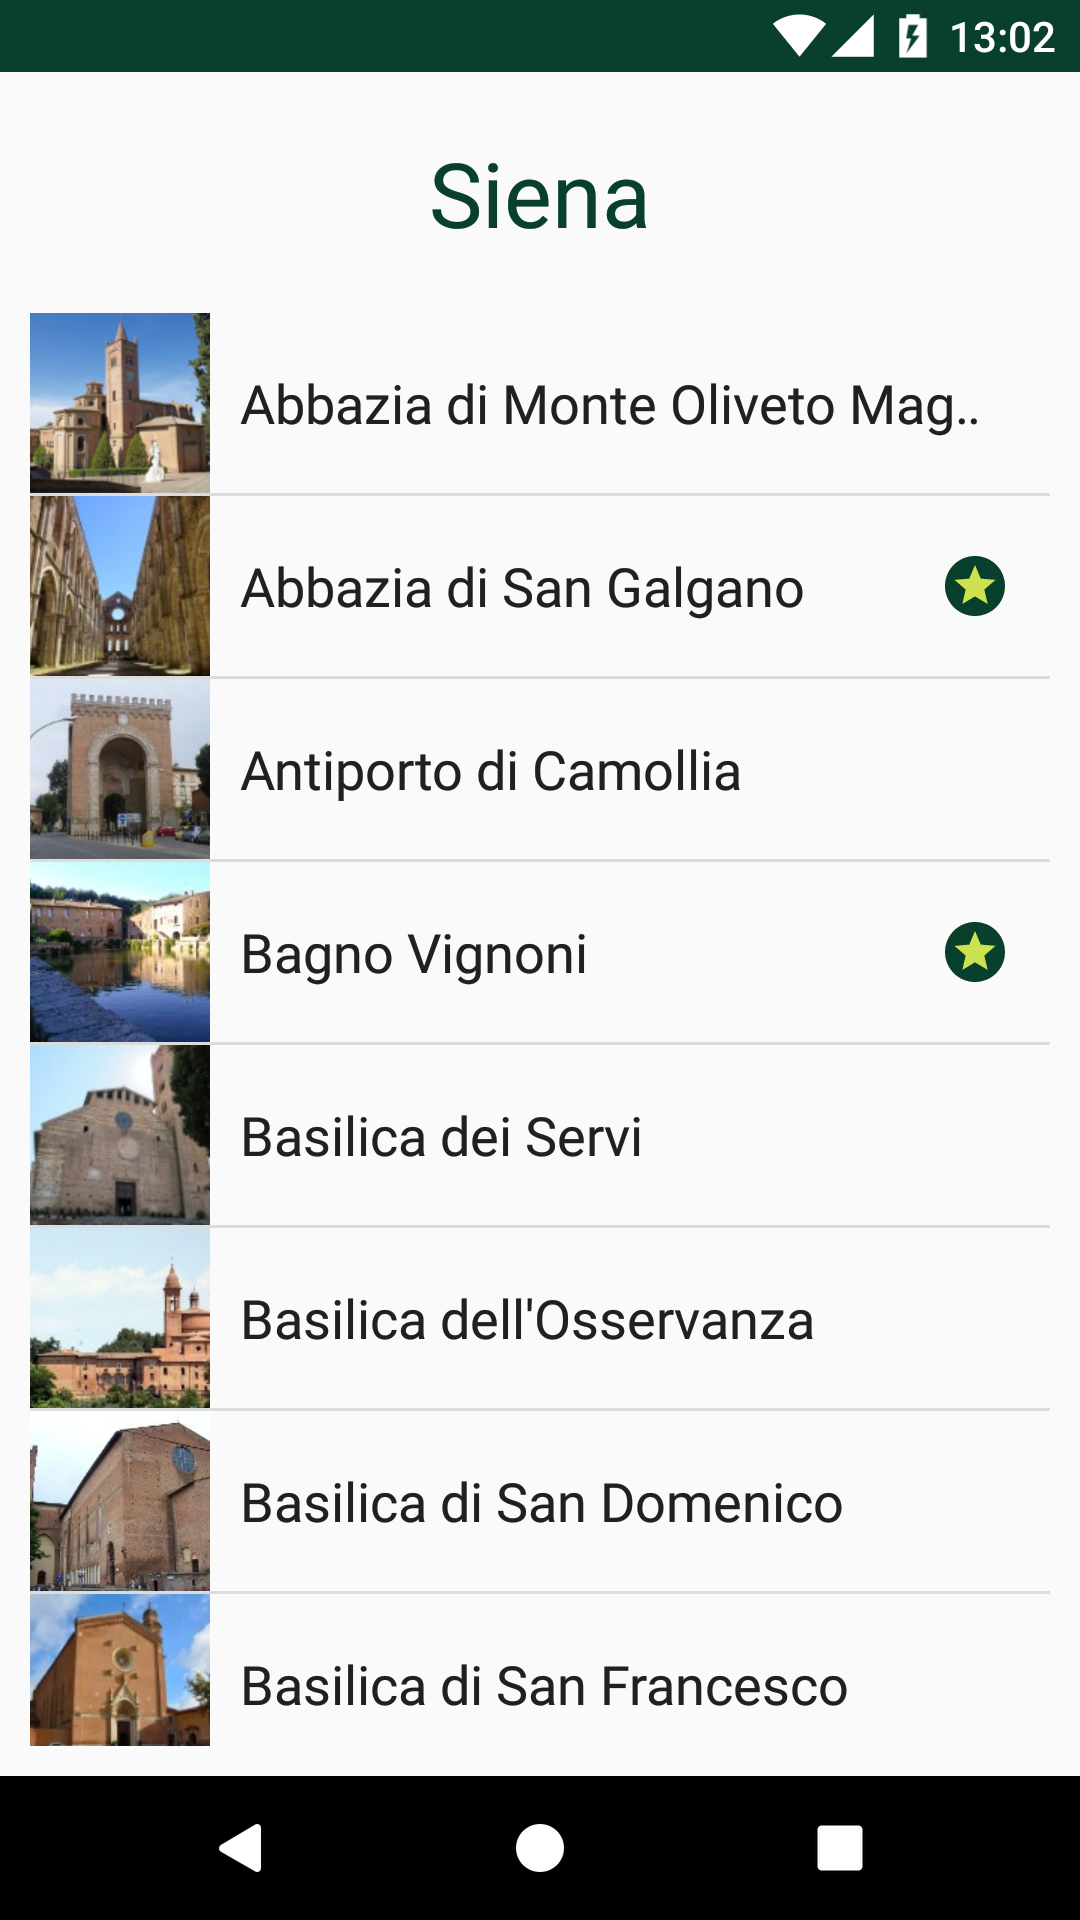 13:02
Siena
Abbazia di Monte Oliveto Mag..
Abbazia di San Galgano
Antiporto di Camollia
Bagno Vignoni
Basilica dei Servi
Basilica dell'Osservanza
Basilica di San Domenico
Basilica di San Francesco